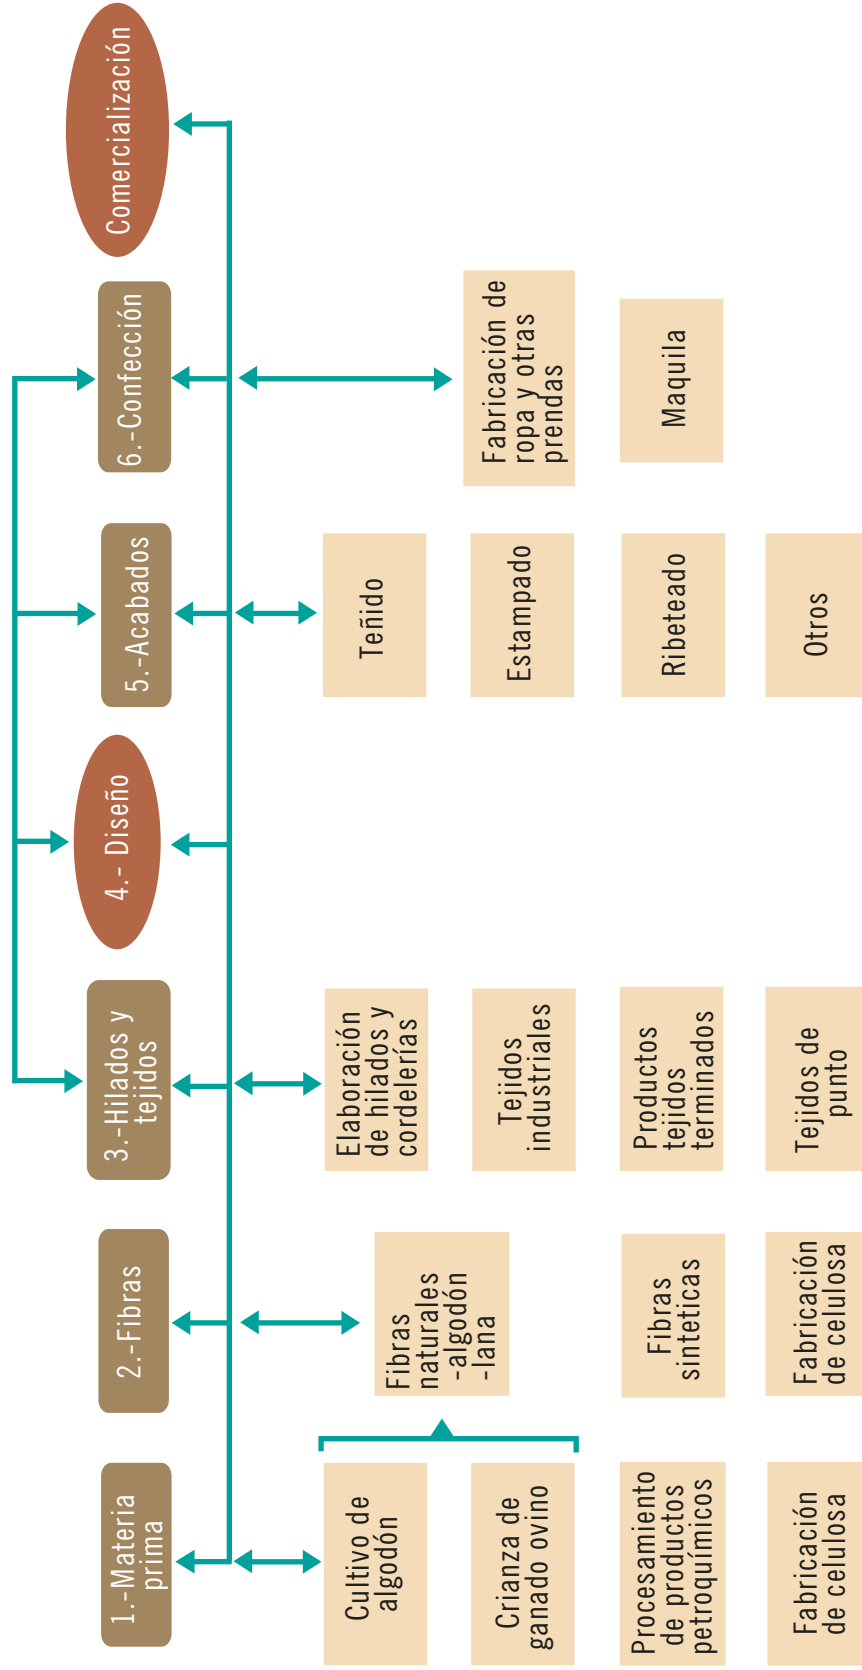 1.-Materia
prima
2.-Fibras
3.-Hilados y
tejidos
4.- Diseño
5.-Acabados
6.-Confección
Comercialización
Cultivo de
algodón
Crianza de
ganado ovino
Procesamiento
de productos
petroquímicos
Fabricación
de celulosa
Fibras
naturales
-algodón
-lana
Fibras
sinteticas
Fabricación
de celulosa
Elaboración
de hilados y
cordelerías
Tejidos
industriales
Productos
tejidos
terminados
Tejidos de
punto
Teñido
Estampado
Ribeteado
Otros
Fabricación de
ropa y otras
prendas
Maquila